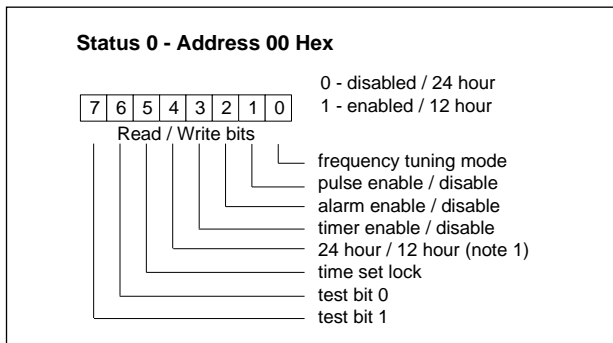 Status 0 - Address 00 Hex
0 - disabled / 24 hour
1 - enabled / 12 hour
7 6 5 4 3 2 1 0
Read / Write bits
frequency tuning mode
pulse enable / disable
alarm enable / disable
timer enable / disable
24 hour / 12 hour (note 1)
time set lock
test bit 0
test bit 1